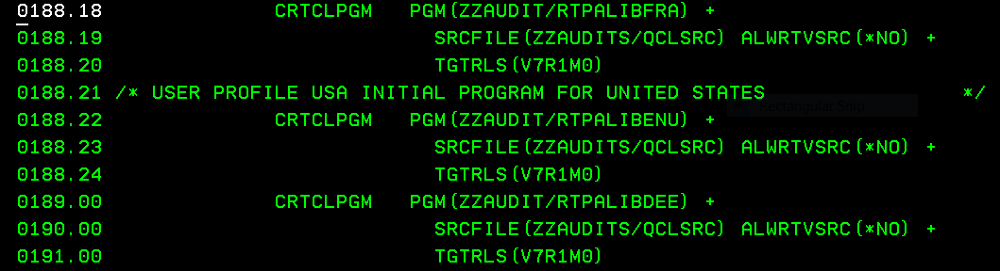 0188.18 CRTCLPGM PGM(ZZAUDIT/RTPALIBFRA) +
0188.19 SRCFILE(ZZAUDITS/QCLSRC) ALWRTVSRC(*NO) +
0188.20 TGTRLS(V7R1M0)
0188.21 /* USER PROFILE USA INITIAL PROGRAM FOR UNITED STATES */
Rectangular Snip
0188.22 CRTCLPGM PGM(ZZAUDIT/RTPALIBENU) +
0188.23 SRCFILE(ZZAUDITS/QCLSRC) ALWRTVSRC(*NO) +
0188.24 TGTRLS(V7R1M0)
0189.00 CRTCLPGM PGM(ZZAUDIT/RTPALIBDEE) +
0190.00 SRCFILE(ZZAUDITS/QCLSRC) ALWRTVSRC(*NO) +
0191.00 TGTRLS(V7R1M0)